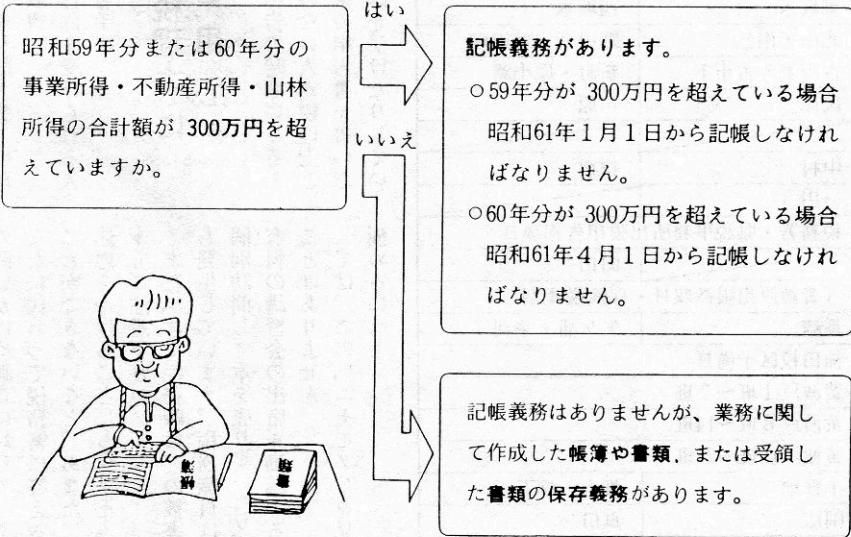 昭和59年分または60年分の
事業所得・不動産所得・山林
所得の合計額が 300万円を超
えていますか。
はい
いいえ
記帳義務があります。
○59年分が 300万円を超えている場合
昭和61年1月1日から記帳しなけれ
ばなりません。
○60年分が 300万円を超えている場合
昭和61年4月1日から記帳しなけれ
ばなりません。
記帳義務はありませんが、業務に関し
て作成した帳簿や書類、または受領し
た書類の保存義務があります。
帳簿
書類